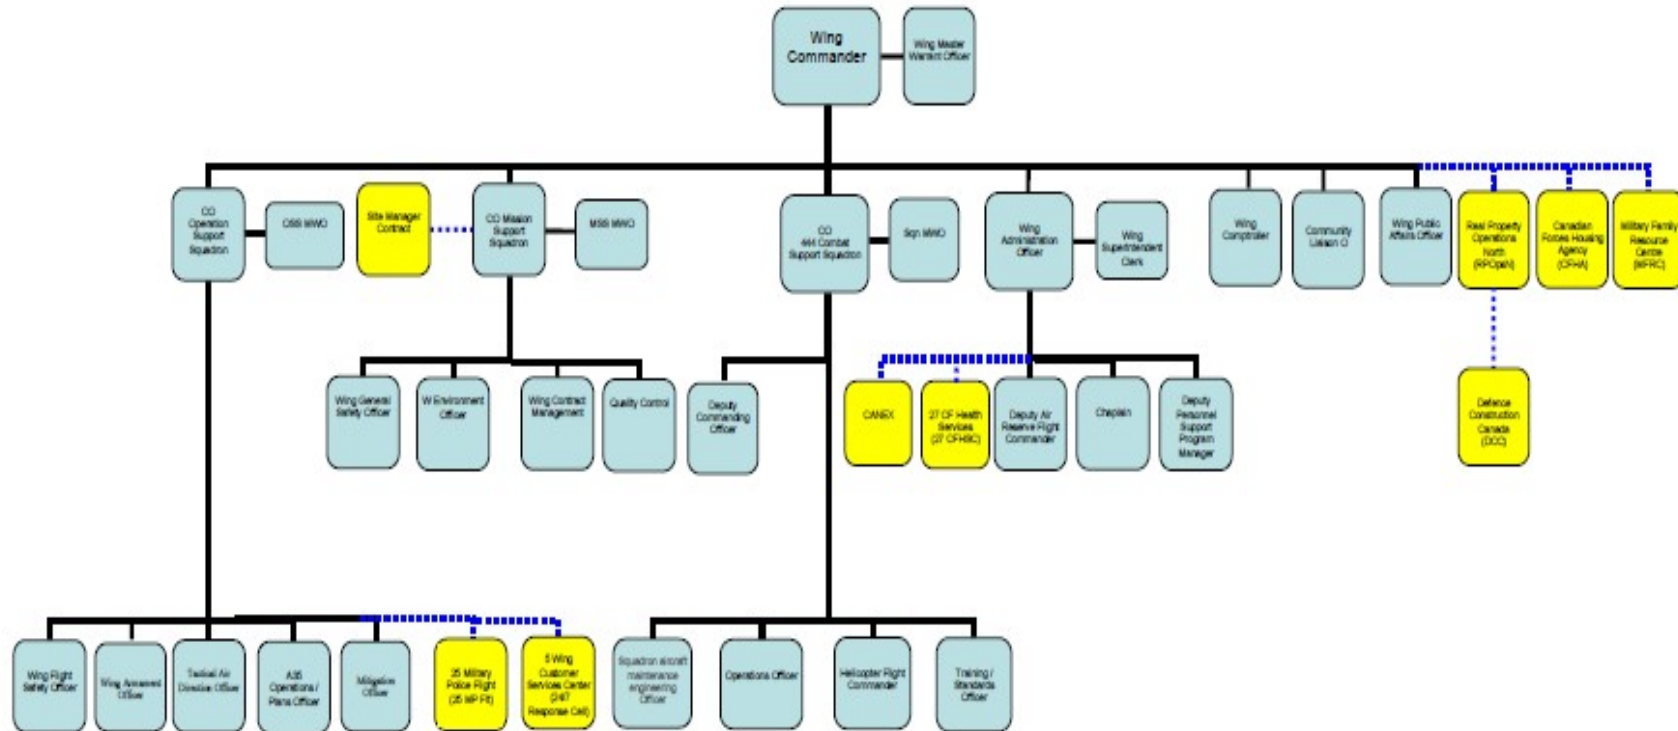 Wing
Commander
Wing Master
Warrant Officer
CO
Operation
Support
Squadron
OSS MWO
Site Manager
Contract
CO Mission
Support
Squadron
MSS MWO
CO
444 Combat
Support Squadron
Sqn MWO
Wing
Administration
Officer
Wing
Superintendent
Clerk
Wing
Comptroller
Community
Liaison O
Wing Public
Affairs Officer
Real Property
Operations
North
(RPOpsN)
Canadian
Forces Housing
Agency
(CFHA)
Military Family
Resource
Centre
(MFRC)
Wing General
Safety Officer
W Environment
Officer
Wing Contract
Management
Quality Control
Deputy
Commanding
Officer
CANEX
27 CF Health
Services
(27 CFHSC)
Deputy Air
Reserve Flight
Commander
Chaplain
Deputy
Personnel
Support
Program
Manager
Defence
Construction
Canada
(DCC)
Wing Flight
Safety Officer
Wing Armament
Officer
Tactical Air
Direction Officer
A35
Operations /
Plans Officer
Mitigation
Officer
25 Military
Police Flight
(25 MP Flt)
5 Wing
Customer
Services Center
(24/7
Response Cell)
Squadron aircraft
maintenance
engineering
Officer
Operations Officer
Helicopter Flight
Commander
Training /
Standards
Officer